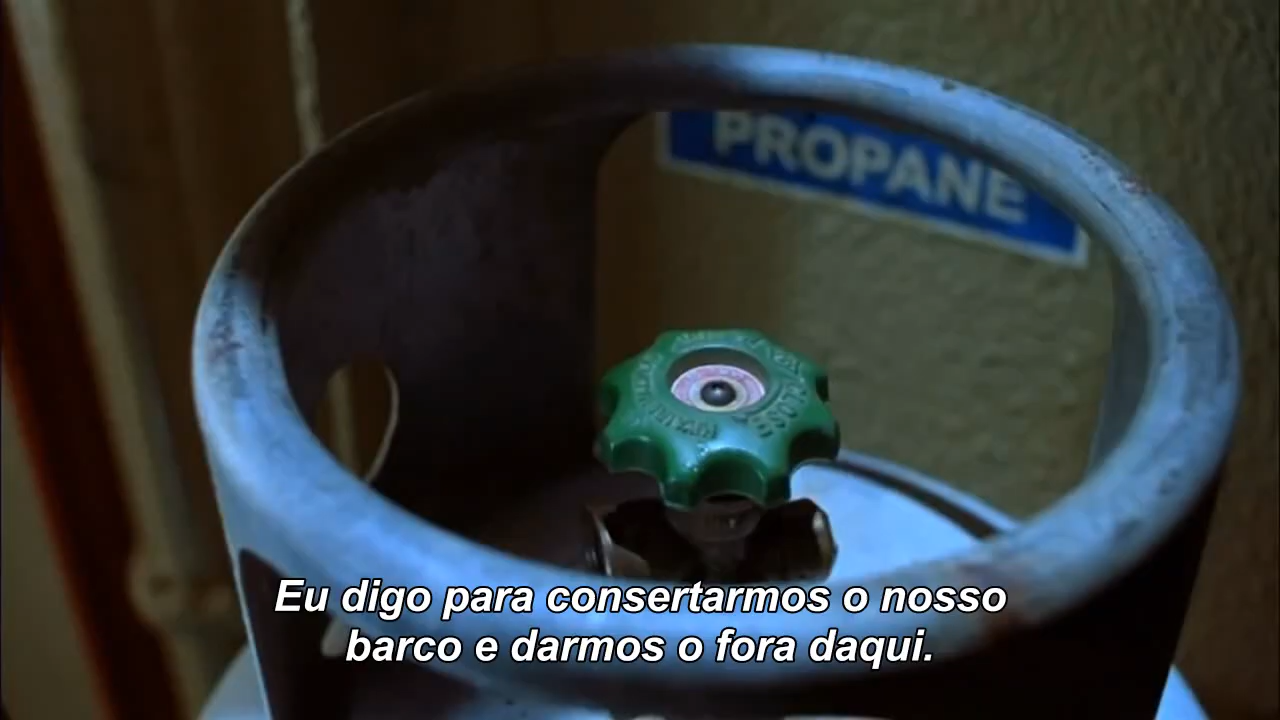 PROPANE
Eu digo para consertarmos o nosso
barco e darmos o fora daqui.